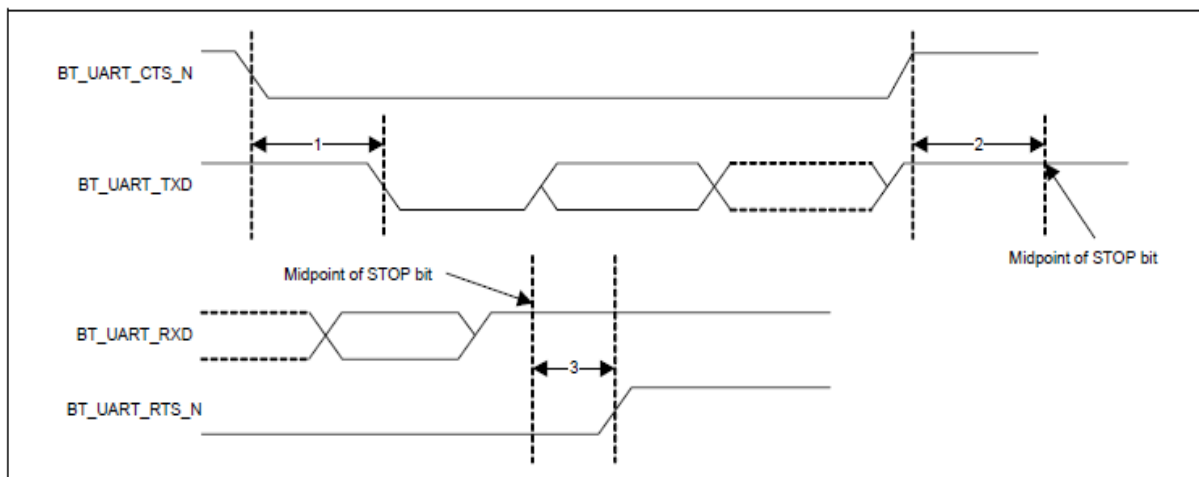 BT_UART_CTS_N
1
2
BT_UART_TXD
Midpoint of STOP bit
Midpoint of STOP bit
BT_UART_RXD
3
BT_UART_RTS_N